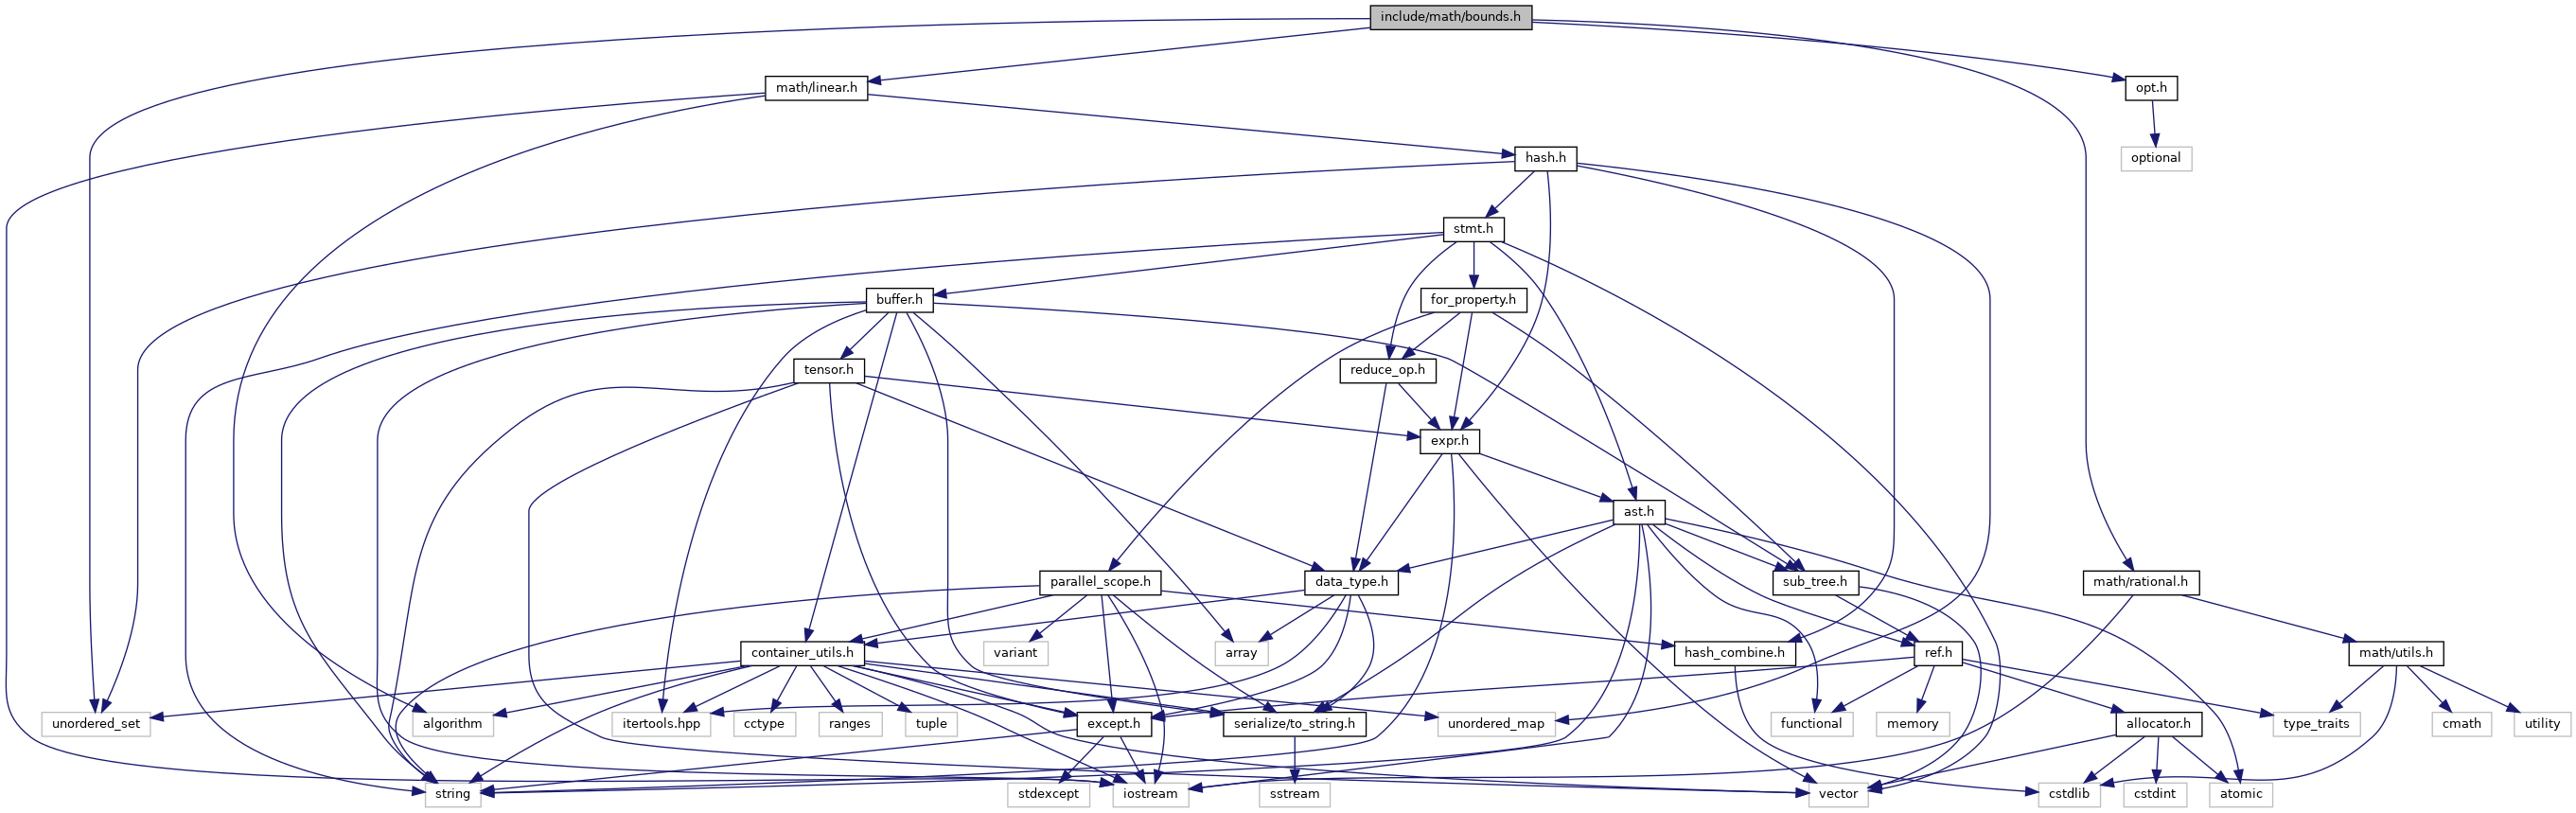 include/math/bounds.h
math/linear.h
opt.h
hash.h
optional
stmt.h
buffer.h
for_property.h
tensor.h
reduce_op.h
expr.h
ast.h
parallel_scope.h
data_type.h
sub_tree.h
math/rational.h
container_utils.h
variant
array
hash_combine.h
ref.h
math/utils.h
unordered_set
algorithm
itertools.hpp
cctype
ranges
tuple
except.h
serialize/to_string.h
unordered_map
functional
memory
allocator.h
type_traits
cmath
utility
string
stdexcept
iostream
sstream
vector
cstdlib
cstdint
atomic